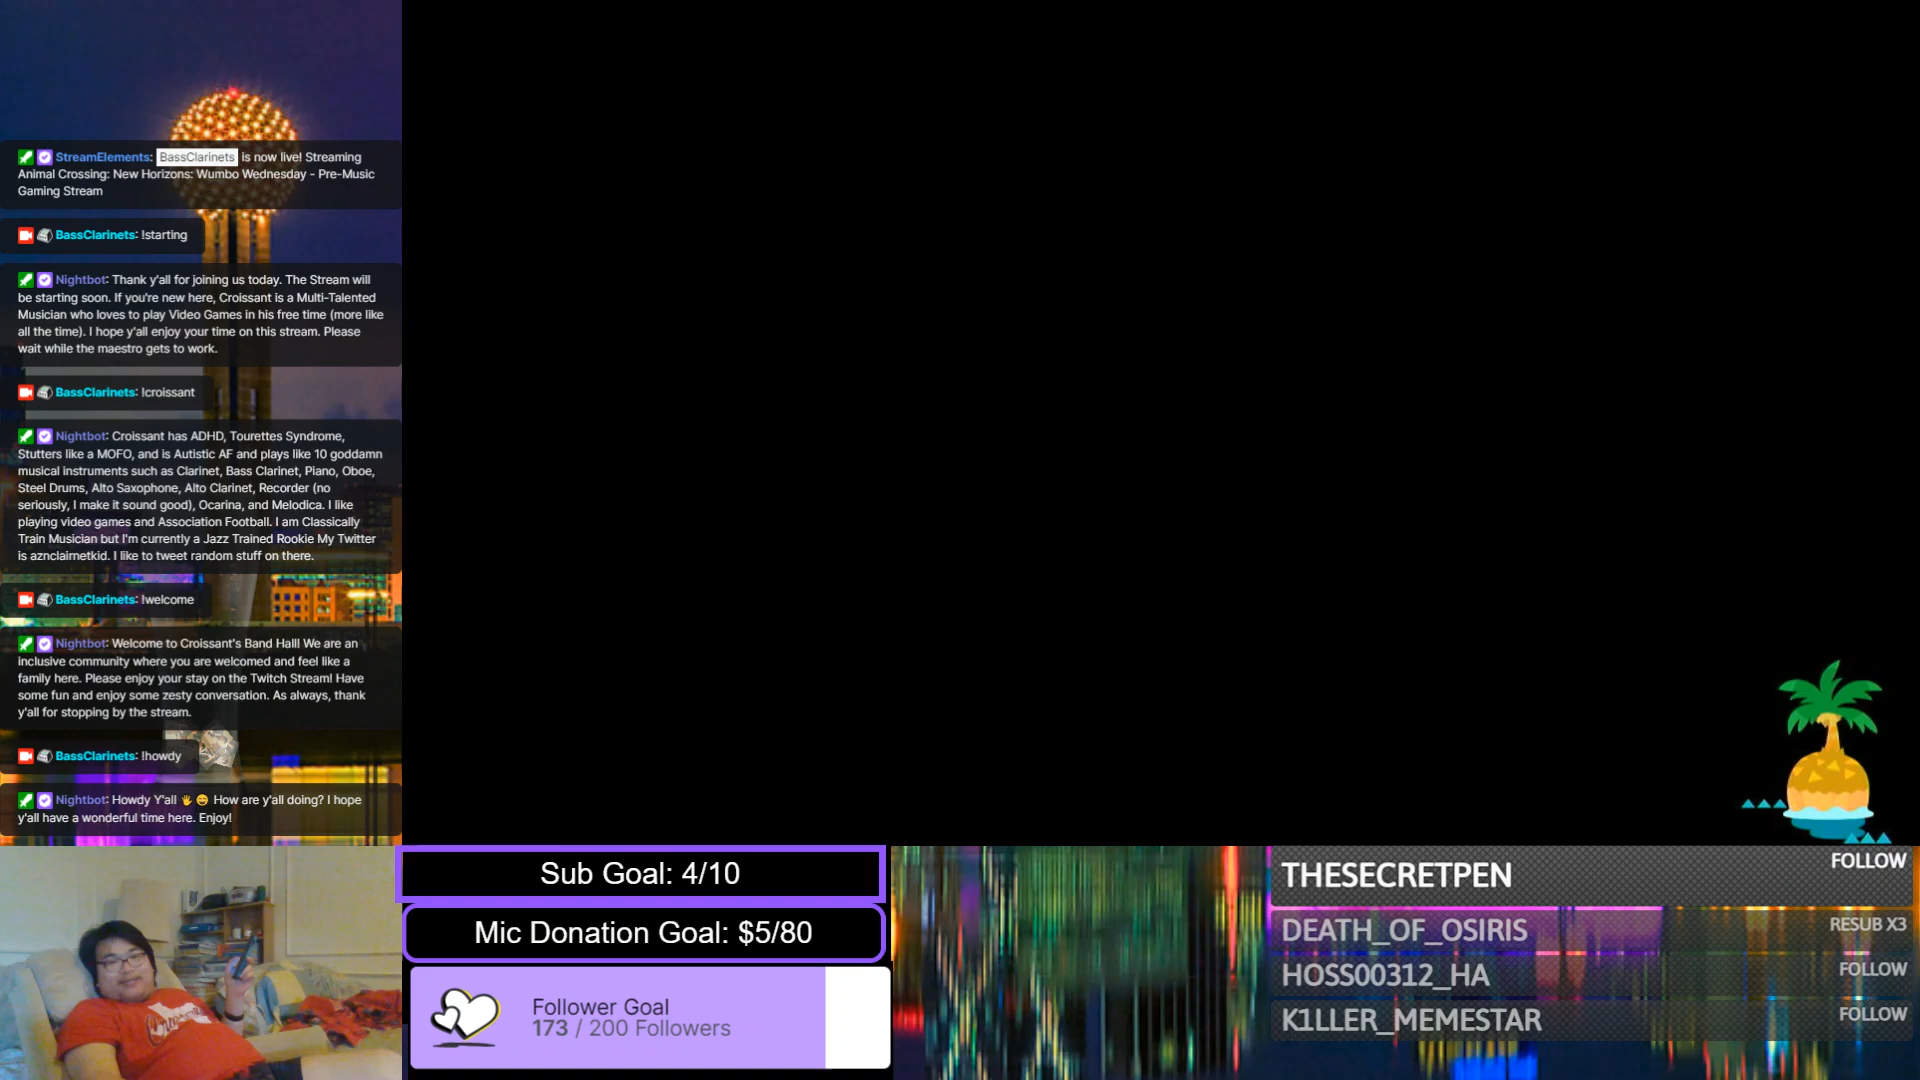 StreamElements: BassClarinets is now live! Streaming
Animal Crossing: New Horizons: Wumbo Wednesday - Pre-Music
Gaming Stream
BassClarinets: !starting
Nightbot: Thank y'all for joining us today. The Stream will
be starting soon. If you're new here, Croissant is a Multi-Talented
Musician who loves to play Video Games in his free time (more like
all the time). I hope y'all enjoy your time on this stream. Please
wait while the maestro gets to work.
BassClarinets: !croissant
Nightbot: Croissant has ADHD, Tourettes Syndrome,
Stutters like a MOFO, and is Autistic AF and plays like 10 goddamn
musical instruments such as Clarinet, Bass Clarinet, Piano, Oboe,
Steel Drums, Alto Saxophone, Alto Clarinet, Recorder (no
seriously, I make it sound good), Ocarina, and Melodica. I like
playing video games and Association Football. I am Classically
Train Musician but I'm currently a Jazz Trained Rookie My Twitter
is aznclairnetkid. I like to tweet random stuff on there.
BassClarinets: !welcome
Nightbot: Welcome to Croissant's Band Hall! We are an
inclusive community where you are welcomed and feel like a
family here. Please enjoy your stay on the Twitch Stream! Have
some fun and enjoy some zesty conversation. As always, thank
y'all for stopping by the stream.
BassClarinets: !howdy
Nightbot: Howdy Y'all 🖐 😄 How are y'all doing? I hope
y'all have a wonderful time here. Enjoy!
Sub Goal: 4/10
Mic Donation Goal: $5/80
Follower Goal
173 / 200 Followers
THESECRETPEN FOLLOW
DEATH_OF_OSIRIS RESUB X3
HOSS00312_HA FOLLOW
K1LLER_MEMESTAR FOLLOW